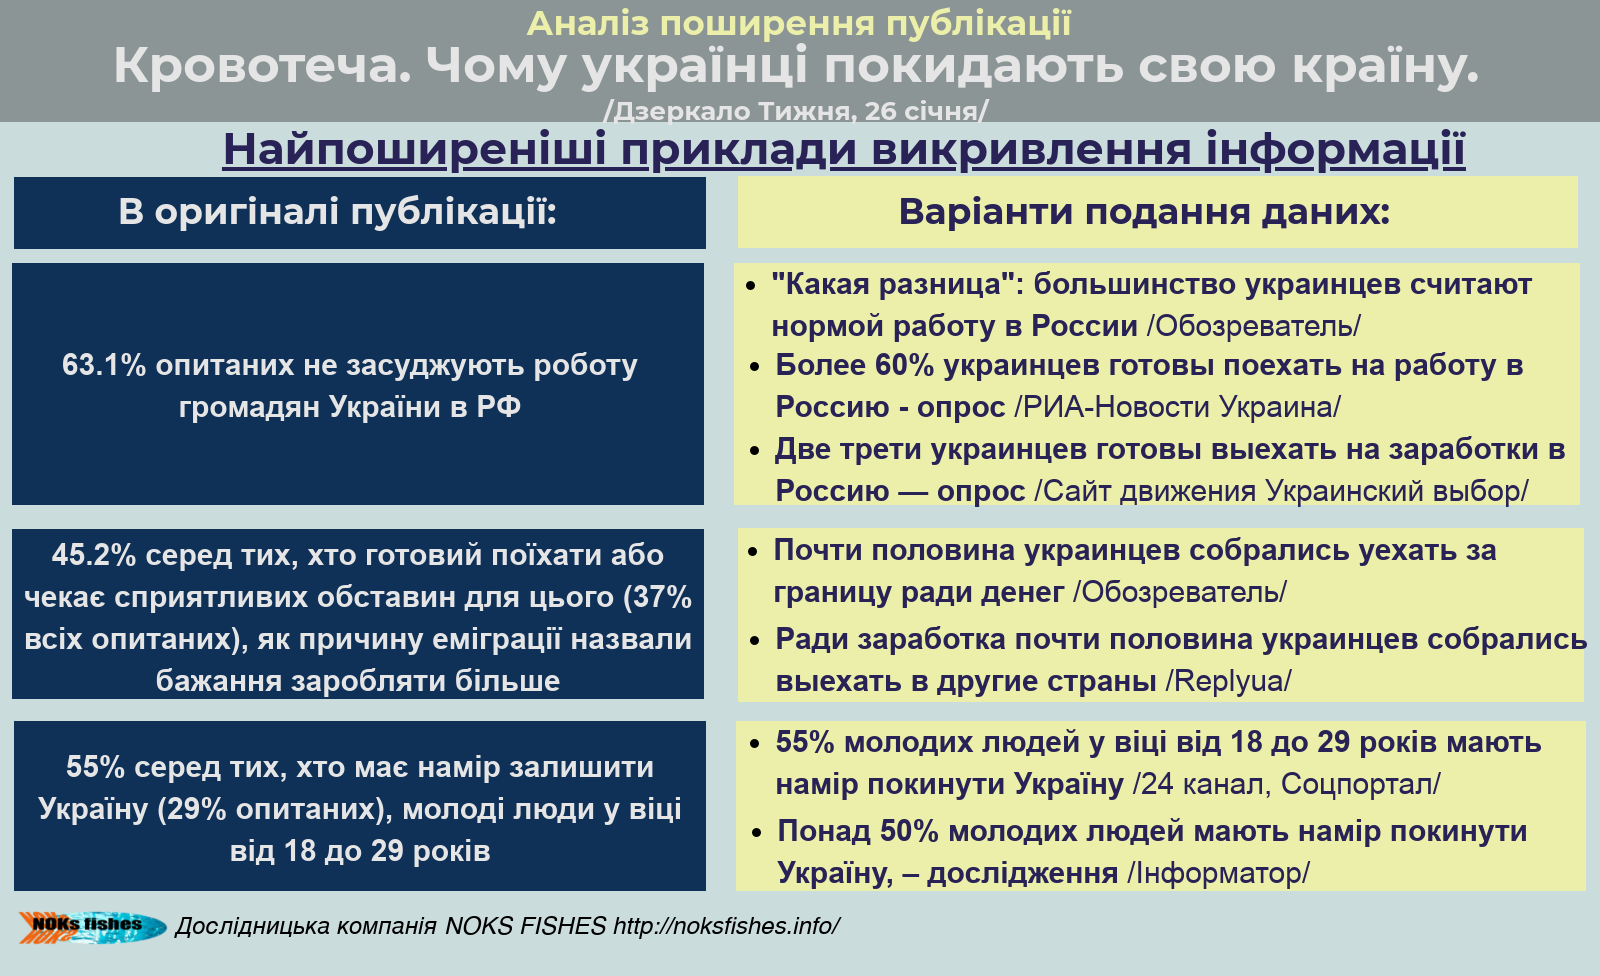 Аналіз поширення публікації
Кровотеча. Чому українці покидають свою країну.
/Дзеркало Тижня, 26 січня/
Найпоширеніші приклади викривлення інформації
В оригіналі публікації:
Варіанти подання даних:
63.1% опитаних не засуджують роботу
громадян України в РФ
• "Какая разница": большинство украинцев считают
нормой работу в России /Обозреватель/
• Более 60% украинцев готовы поехать на работу в
Россию - опрос /РИА-Новости Украина/
• Две трети украинцев готовы выехать на заработки в
Россию — опрос /Сайт движения Украинский выбор/
45.2% серед тих, хто готовий поїхати або
чекає сприятливих обставин для цього (37%
всіх опитаних), як причину еміграції назвали
бажання заробляти більше
• Почти половина украинцев собрались уехать за
границу ради денег /Обозреватель/
• Ради заработка почти половина украинцев собрались
выехать в другие страны /Replyua/
55% серед тих, хто має намір залишити
Україну (29% опитаних), молоді люди у віці
від 18 до 29 років
• 55% молодих людей у віці від 18 до 29 років мають
намір покинути Україну /24 канал, Соцпортал/
• Понад 50% молодих людей мають намір покинути
Україну, – дослідження /Інформатор/
NOKs fishes
Дослідницька компанія NOKS FISHES http://noksfishes.info/